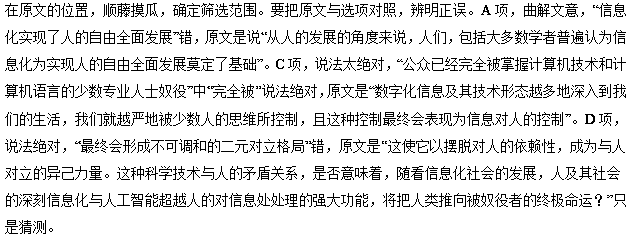 在原文的位置，顺藤摸瓜，确定筛选范围。要把原文与选项对照，辨明正误。A 项，曲解文意，“信息
化实现了人的自由全面发展”错，原文是说“从人的发展的角度来说，人们，包括大多数学者普遍认为信
息化为实现人的自由全面发展莫定了基础”。C 项，说法太绝对，“公众已经完全被掌握计算机技术和计
算机语言的少数专业人士奴役”中“完全被”说法绝对，原文是“数字化信息及其技术形态越多地深入到我
们的生活，我们就越严地被少数人的思维所控制，且这种控制最终会表现为信息对人的控制”。D 项，
说法绝对，“最终会形成不可调和的二元对立格局”错，原文是“这使它以摆脱对人的依赖性，成为与人
对立的异己力量。这种科学技术与人的矛盾关系，是否意味着，随看信息化社会的发展，人及其社会
的深刻信息化与人工智能超越人的对信息处处理的强大功能，将把人类推向被奴役者的终极命运？”只
是猜测。